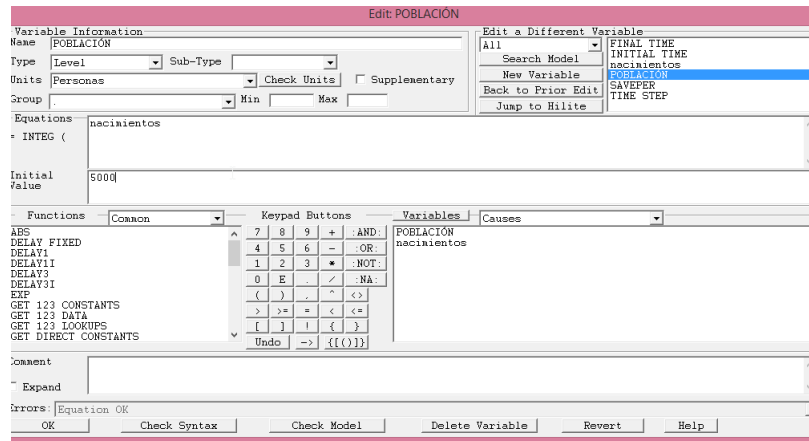 Edit: POBLACIÓN
Variable Information
Edit a Different Variable
Name POBLACIÓN
All
FINAL TIME
INITIAL TIME
nacimientos
POBLACIÓN
SAVEPER
TIME STEP
Type Level Sub-Type
Search Model
Units Personas Check Units Supplementary
New Variable
Back to Prior Edit
Group . Min Max
Jump to Hilite
Equations
= INTEG (
nacimientos
Initial
Value
5000
Functions Common
Keypad Buttons
Variables Causes
ABS
DELAY FIXED
DELAY1
DELAY1I
DELAY3
DELAY3I
EXP
GET 123 CONSTANTS
GET 123 DATA
GET 123 LOOKUPS
GET DIRECT CONSTANTS
7 8 9 + :AND:
4 5 6 - :OR:
1 2 3 * :NOT:
0 E . / :NA:
( ) , ^ <>
> >= = < <=
[ ] ! { }
Undo -> {[()]}
POBLACIÓN
nacimientos
Comment
Expand
Errors: Equation OK
OK Check Syntax Check Model Delete Variable Revert Help